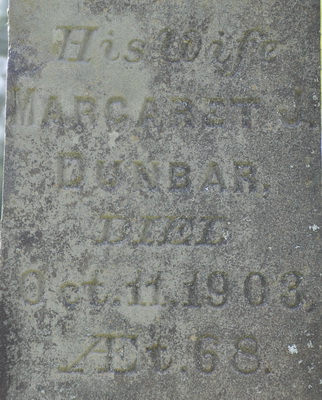 His Wife
MARGARET J.
DUNBAR,
DIED
Oct. 11, 1903,
Æt. 68.